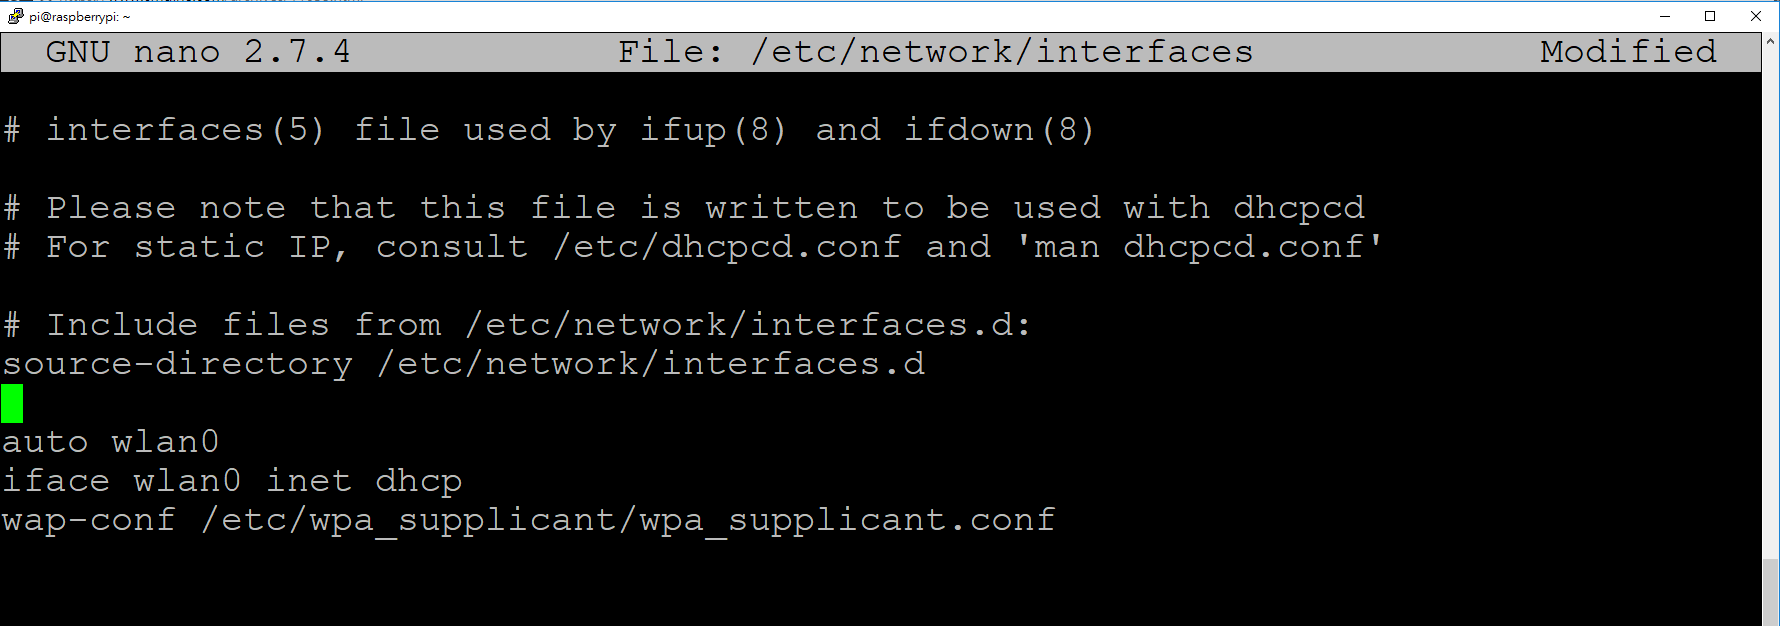 pi@raspberrypi: ~
GNU nano 2.7.4 File: /etc/network/interfaces Modified
# interfaces(5) file used by ifup(8) and ifdown(8)
# Please note that this file is written to be used with dhcpcd
# For static IP, consult /etc/dhcpcd.conf and 'man dhcpcd.conf'
# Include files from /etc/network/interfaces.d:
source-directory /etc/network/interfaces.d
auto wlan0
iface wlan0 inet dhcp
wap-conf /etc/wpa_supplicant/wpa_supplicant.conf